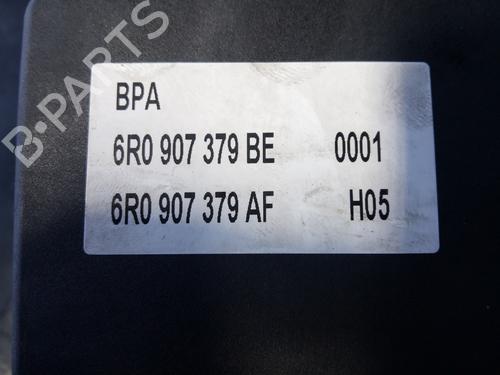 B-PARTS
BPA
6R0 907 379 BE 0001
6R0 907 379 AF H05